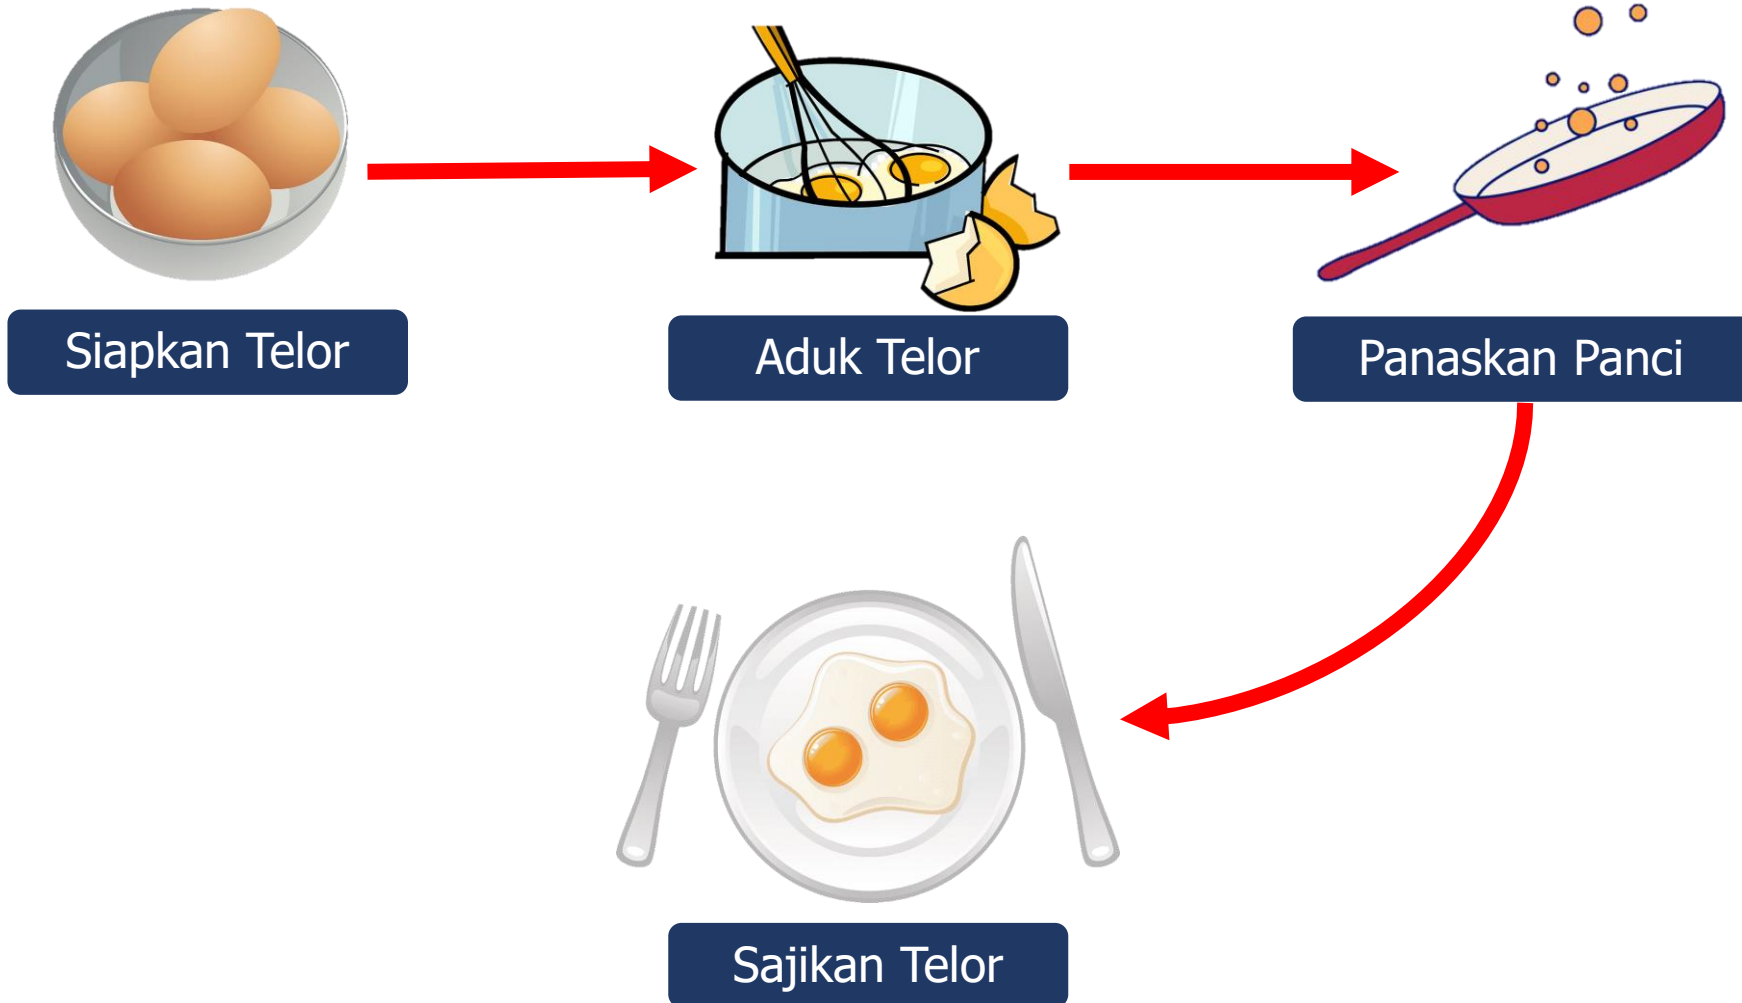 Siapkan Telor
Aduk Telor
Panaskan Panci
Sajikan Telor